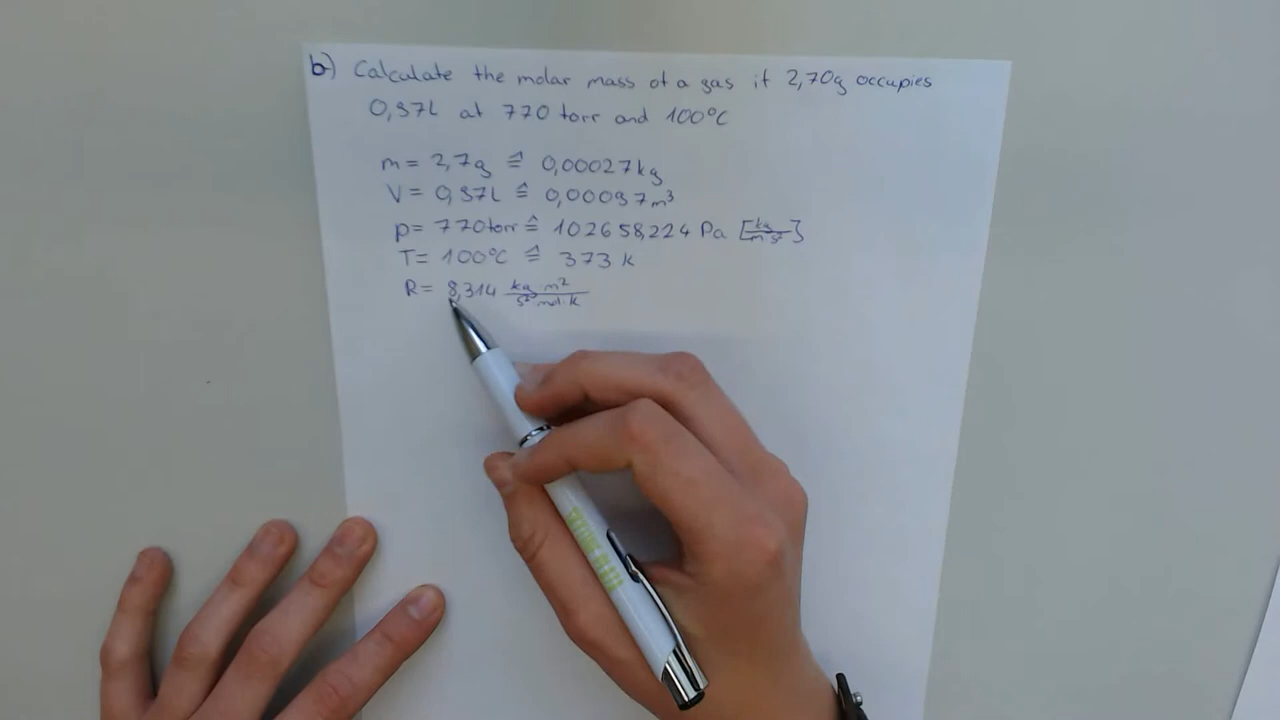 b) Calculate the molar mass of a gas if 2,70g occupies
0,97L at 770 torr and 100°C
m = 2,7g ≙ 0,00027kg
V = 0,97L ≙ 0,00097m³
p = 770torr ≙ 102658,224 Pa [kg/m·s²]
T = 100°C ≙ 373 K
R = 8,314 kg·m²/s²·mol·K